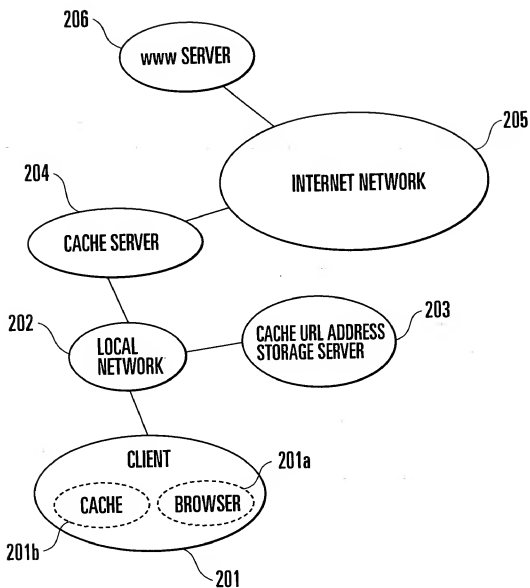 206
www SERVER
205
INTERNET NETWORK
204
CACHE SERVER
202
LOCAL
NETWORK
203
CACHE URL ADDRESS
STORAGE SERVER
CLIENT
201a
CACHE
BROWSER
201b
201